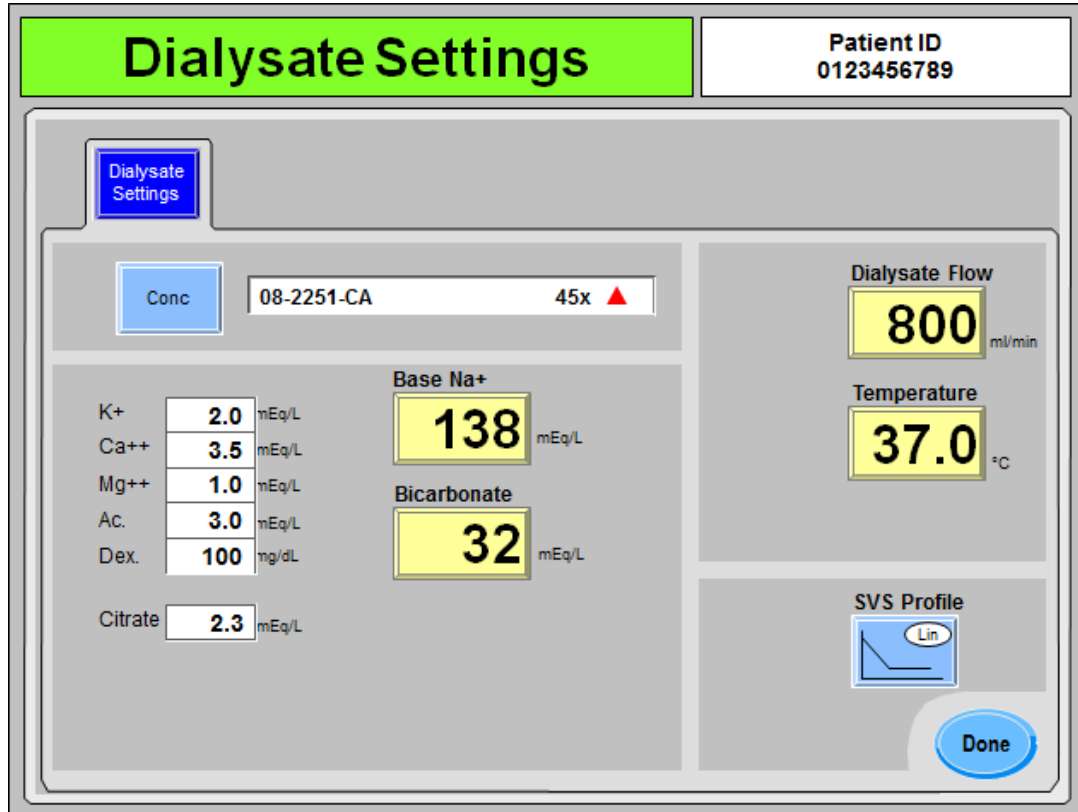 Dialysate Settings
Patient ID
0123456789
Dialysate
Settings
Conc
08-2251-CA 45x
Dialysate Flow
800 ml/min
Temperature
37.0 °C
K+ 2.0 mEq/L
Ca++ 3.5 mEq/L
Mg++ 1.0 mEq/L
Ac. 3.0 mEq/L
Dex. 100 mg/dL
Citrate 2.3 mEq/L
Base Na+
138 mEq/L
Bicarbonate
32 mEq/L
SVS Profile
Lin
Done